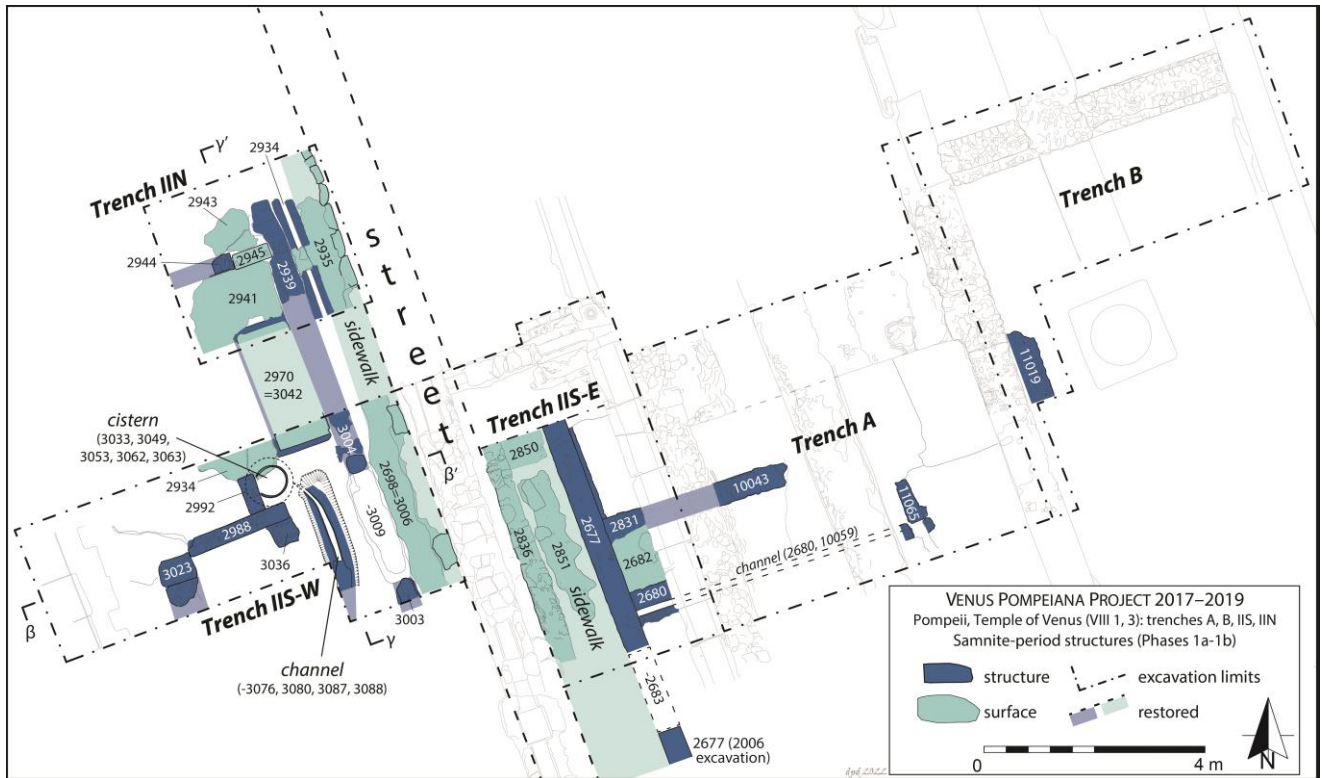 γ'
2934
Trench IIN
2943
2944
2945
2939
2935
2941
street
sidewalk
2970
=3042
cistern
(3033, 3049,
3053, 3062, 3063)
3004
2934
2992
2988
-3009
2698=3006
β'
3023
3036
Trench IIS-W
3003
β
γ
channel
(-3076, 3080, 3087, 3088)
Trench IIS-E
2850
2836
2851
sidewalk
2677
2831
10043
2682
2680
channel (2680, 10059)
-2683
2677 (2006
excavation)
Trench A
11065
Trench B
11019
VENUS POMPEIANA PROJECT 2017–2019
Pompeii, Temple of Venus (VIII 1, 3): trenches A, B, IIS, IIN
Samnite-period structures (Phases 1a-1b)
structure
excavation limits
surface
restored
0
4 m
N
dpd 2022